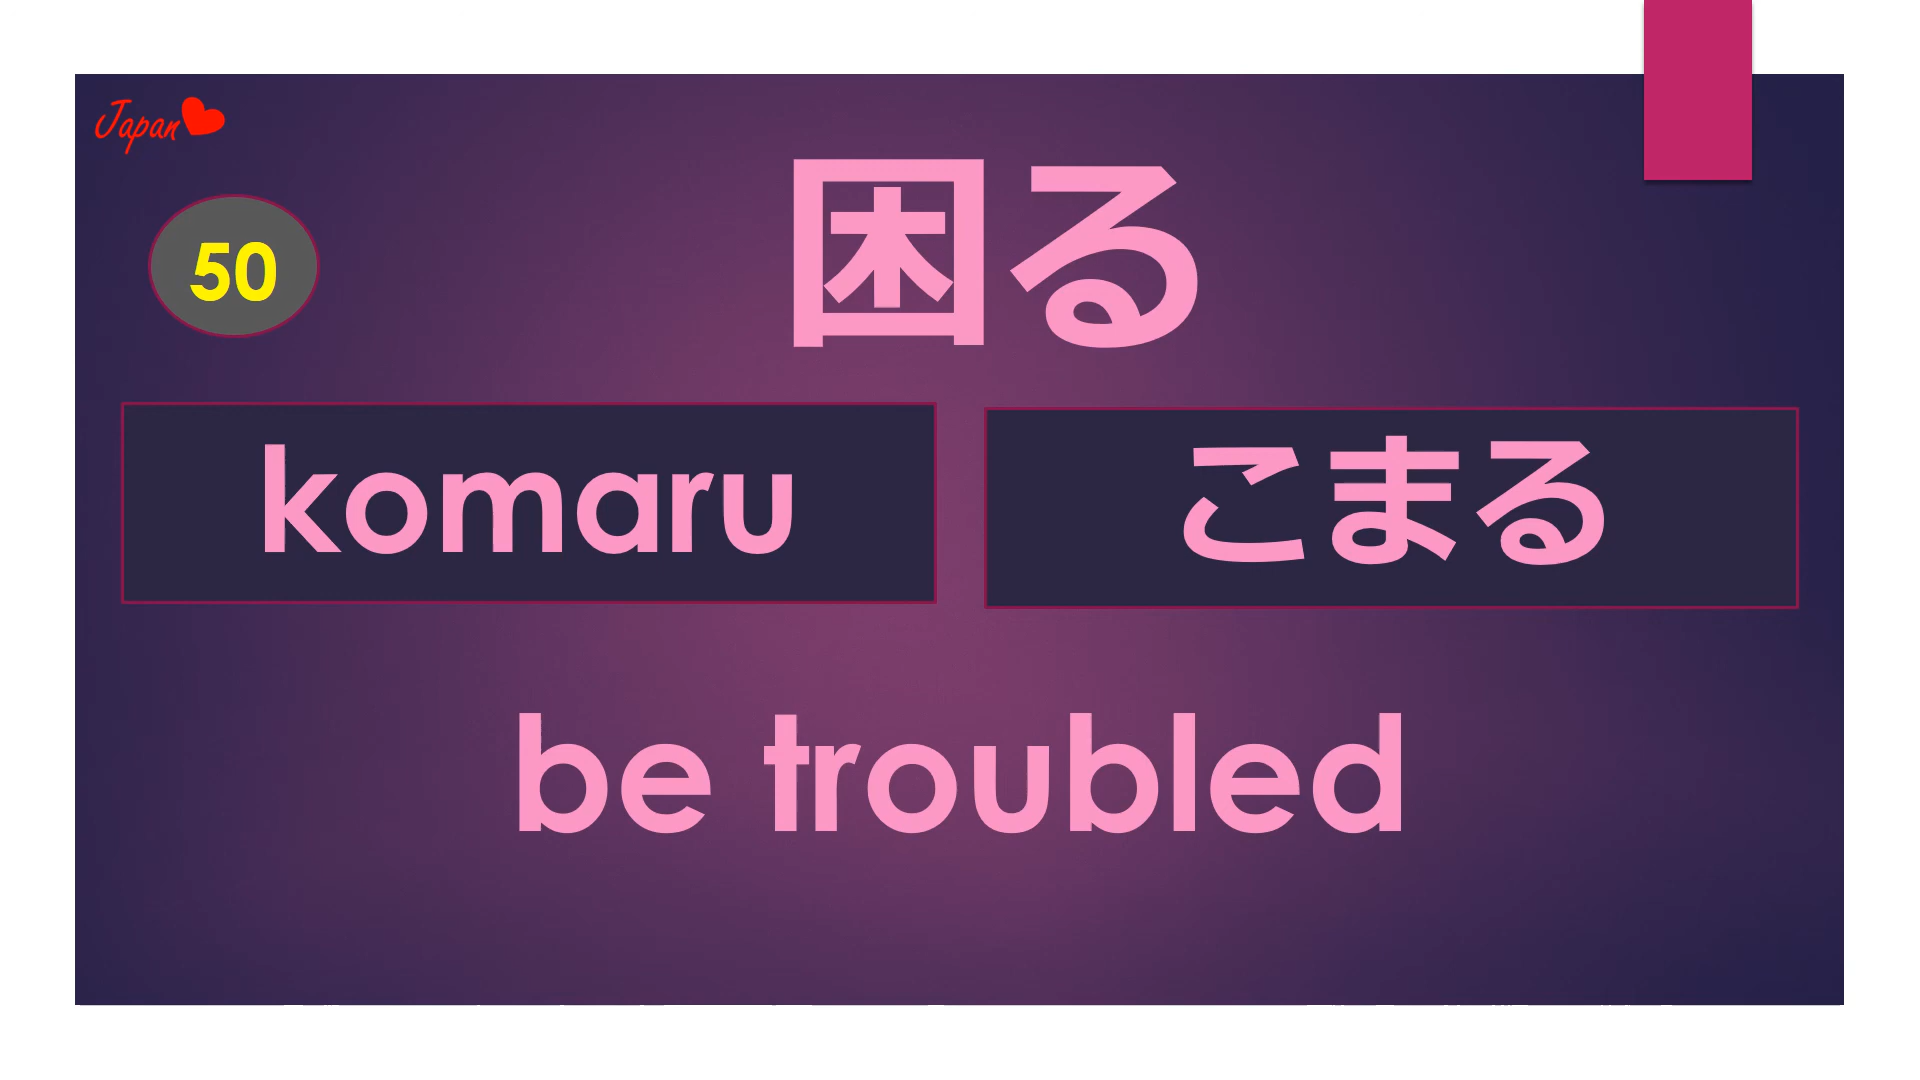 Japan
50
困る
komaru
こまる
be troubled